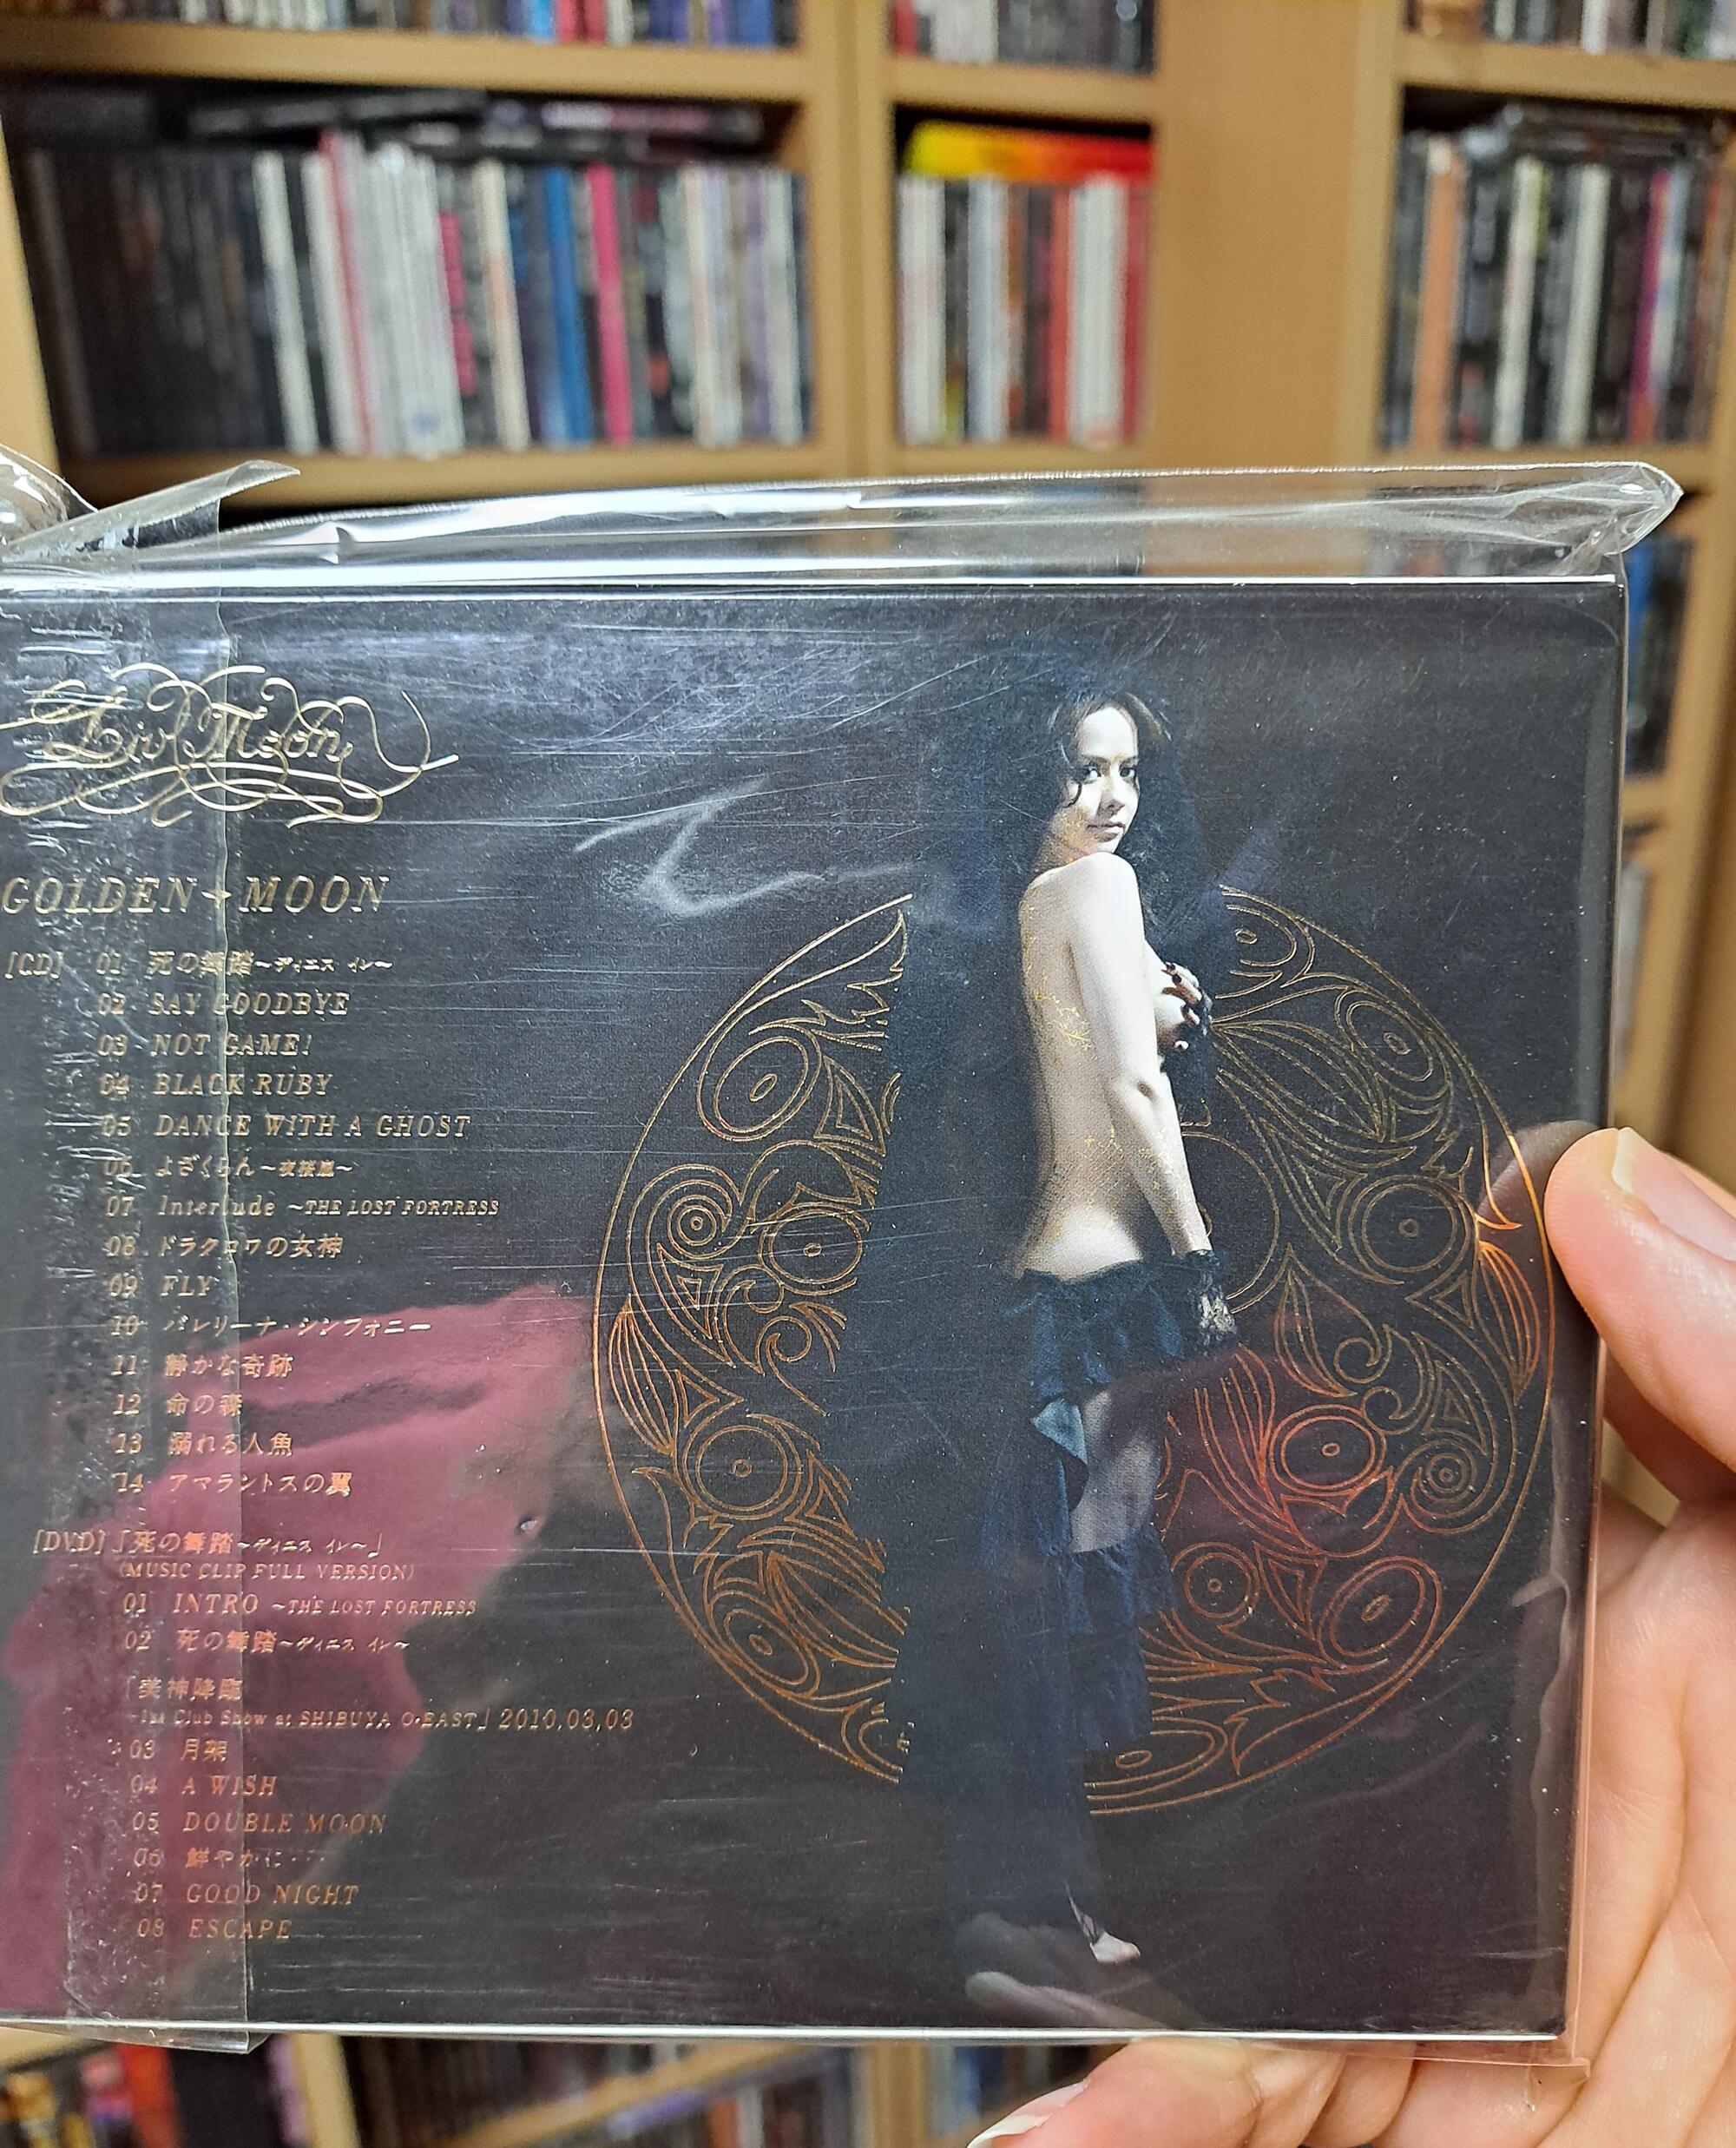 Liv Moon
GOLDEN MOON
[CD] 01 死の舞踏～ディエス イレ～
02 SAY GOODBYE
03 NOT GAME!
04 BLACK RUBY
05 DANCE WITH A GHOST
06 よざくらん～夜桜嵐～
07 Interlude ～THE LOST FORTRESS
08 ドラクロワの女神
09 FLY
10 バレリーナ・シンフォニー
11 静かな奇跡
12 命の森
13 溺れる人魚
14 アマラントスの翼
[DVD]「死の舞踏～ディエス イレ～」
(MUSIC CLIP FULL VERSION)
01 INTRO ～THE LOST FORTRESS
02 死の舞踏～ディエス イレ～
「美神降臨
～1st Club Show at SHIBUYA O-EAST」2010.03.03
03 月架
04 A WISH
05 DOUBLE MOON
06 鮮やかに…
07 GOOD NIGHT
08 ESCAPE